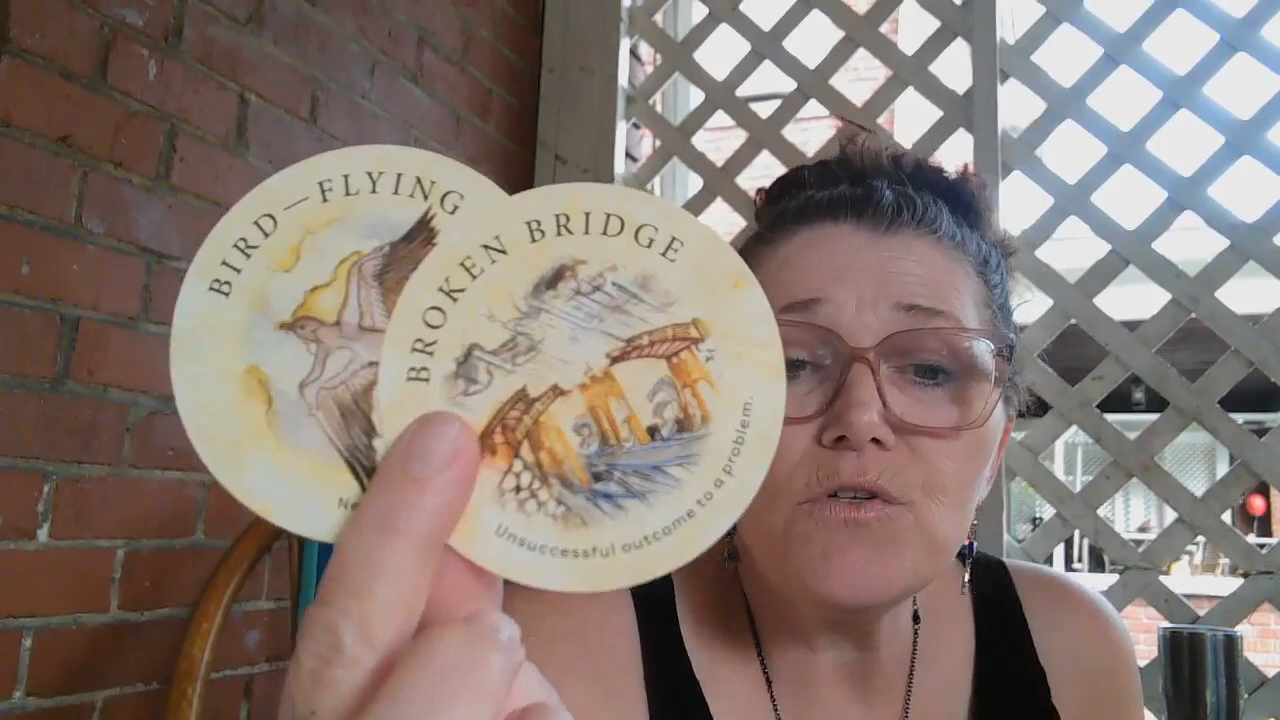 BIRD—FLYING
BROKEN BRIDGE
Unsuccessful outcome to a problem.